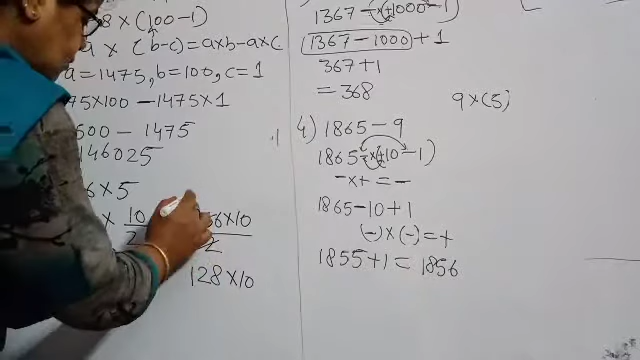 8 × (100 - 1)
a × (b - c) = a×b - a×c
a = 1475, b = 100, c = 1
75×100 - 1475×1
500 - 1475
146025
6 × 5
× 10/2
56×10
2
128×10
1367 - (+1000 - 1)
1367 - 1000 + 1
367 + 1
= 368
4) 1865 - 9
1865 - (+10 - 1)
- × + = -
1865 - 10 + 1
(-) × (-) = +
1855 + 1 = 1856
9 × (5)